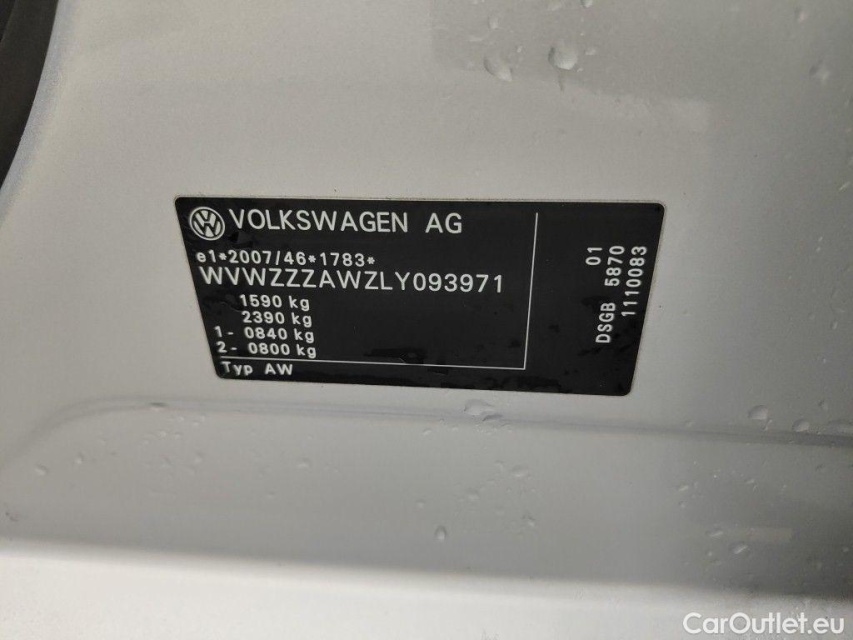 VOLKSWAGEN AG
e1*2007/46*1783*
WVWZZZAWZLY093971
1590 kg
2390 kg
1- 0840 kg
2- 0800 kg
Typ AW
01
DSGB 5870
1110083
CarOutlet.eu